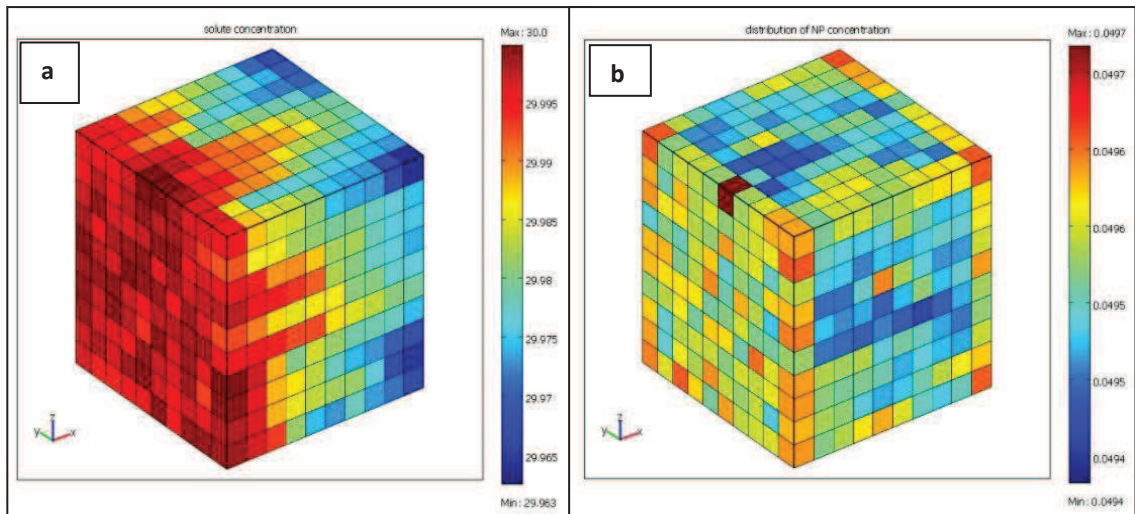 solute concentration
a
Max: 30.0
29.995
29.99
29.985
29.98
29.975
29.97
29.965
Min: 29.963
z
y
x
distribution of NP concentration
b
Max: 0.0497
0.0497
0.0496
0.0496
0.0495
0.0495
0.0494
Min: 0.0494
z
y
x